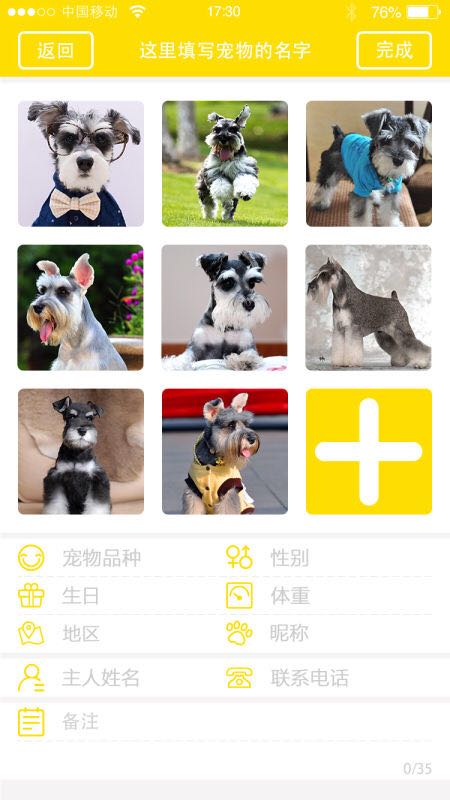 中国移动 17:30 76%
返回 这里填写宠物的名字 完成
宠物品种 性别
生日 体重
地区 昵称
主人姓名 联系电话
备注
0/35